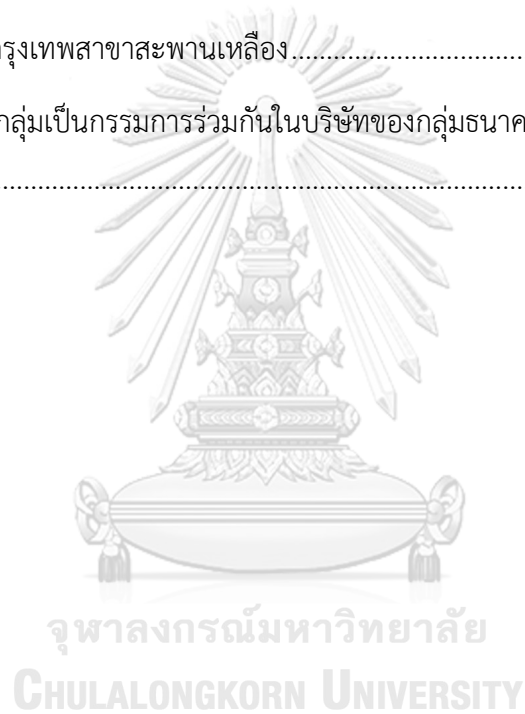 รุงเทพสาขาสะพานเหลือง................................
กลุ่มเป็นกรรมการร่วมกันในบริษัทของกลุ่มธนาค
........................................................................
จุฬาลงกรณ์มหาวิทยาลัย
CHULALONGKORN UNIVERSITY